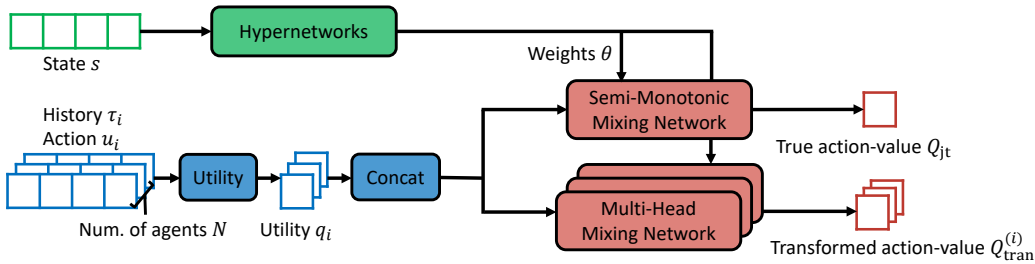 Hypernetworks
State s
Weights θ
History τ_i
Action u_i
Semi-Monotonic
Mixing Network
True action-value Q_jt
Utility
Concat
Multi-Head
Mixing Network
Num. of agents N
Utility q_i
Transformed action-value Q_tran^(i)